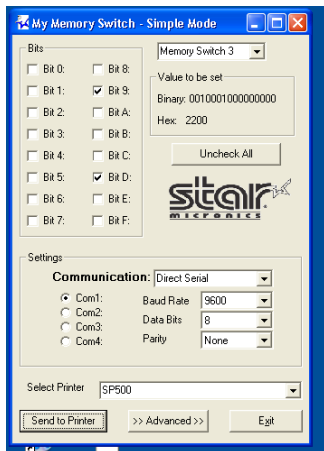 My Memory Switch - Simple Mode
Bits
Memory Switch 3
Bit 0: Bit 8:
Bit 1: Bit 9:
Bit 2: Bit A:
Bit 3: Bit B:
Bit 4: Bit C:
Bit 5: Bit D:
Bit 6: Bit E:
Bit 7: Bit F:
Value to be set
Binary: 0010001000000000
Hex: 2200
Uncheck All
star
micronics
Settings
Communication: Direct Serial
Com1:
Com2:
Com3:
Com4:
Baud Rate 9600
Data Bits 8
Parity None
Select Printer SP500
Send to Printer >> Advanced >> Exit